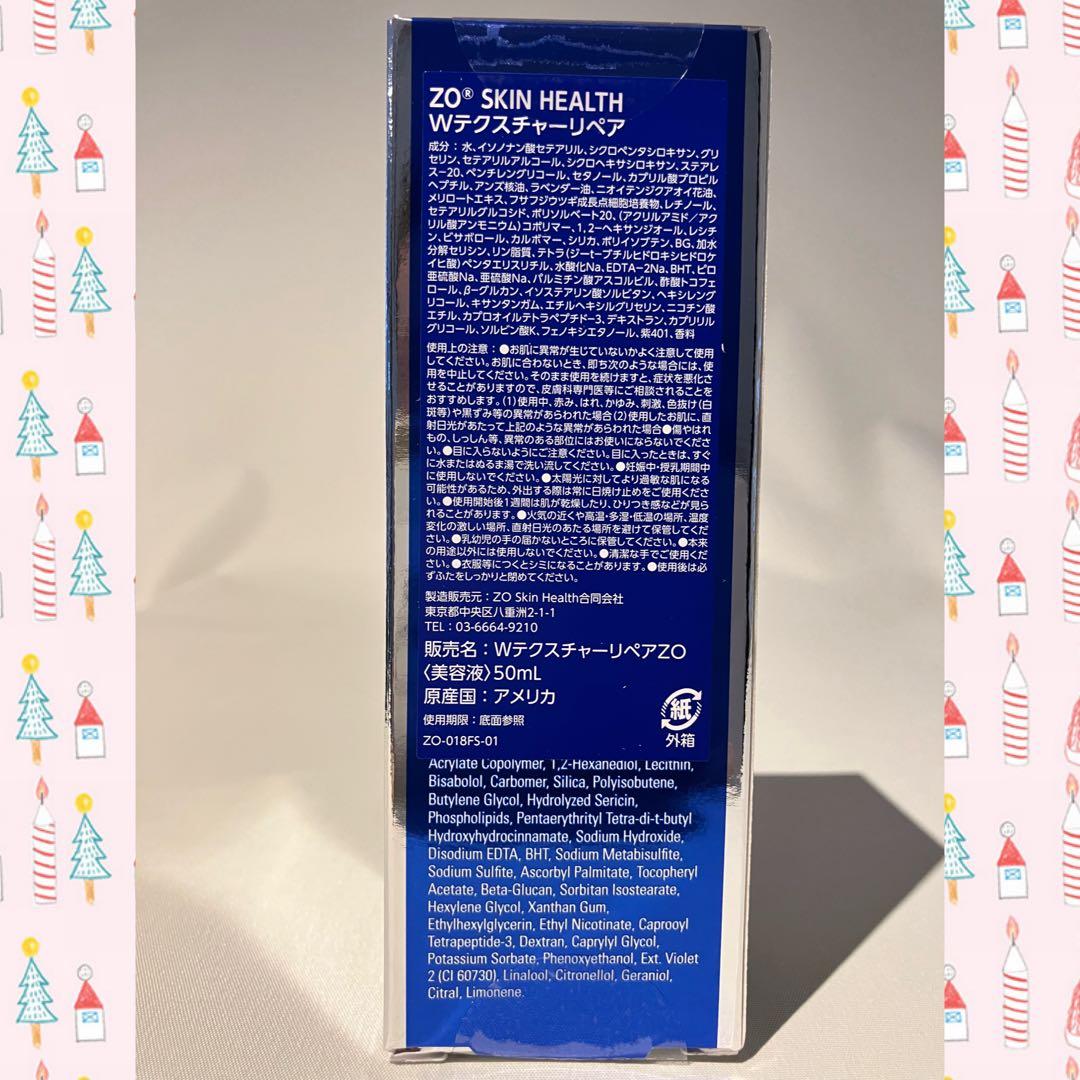 ZO® SKIN HEALTH
Wテクスチャーリペア
成分：水、イソノナン酸セテアリル、シクロペンタシロキサン、グリ
セリン、セテアリルアルコール、シクロヘキサシロキサン、ステアレ
ス-20、ペンチレングリコール、セタノール、カプリル酸プロピル
ヘプチル、アンズ核油、ラベンダー油、ニオイテンジクアオイ花油、
メリロートエキス、フサフジウツギ成長点細胞培養物、レチノール、
セテアリルグルコシド、ポリソルベート20、(アクリルアミド／アク
リル酸アンモニウム)コポリマー、1,2-ヘキサンジオール、レシチ
ン、ビサボロール、カルボマー、シリカ、ポリイソブテン、BG、加水
分解セリシン、リン脂質、テトラ(ジ-t-ブチルヒドロキシヒドロケ
イヒ酸)ペンタエリスリチル、水酸化Na、EDTA-2Na、BHT、ピロ
亜硫酸Na、亜硫酸Na、パルミチン酸アスコルビル、酢酸トコフェ
ロール、β-グルカン、イソステアリン酸ソルビタン、ヘキシレング
リコール、キサンタンガム、エチルヘキシルグリセリン、ニコチン酸
エチル、カプロオイルテトラペプチド-3、デキストラン、カプリリル
グリコール、ソルビン酸K、フェノキシエタノール、紫401、香料
使用上の注意：●お肌に異常が生じていないかよく注意して使用
してください。お肌に合わないとき、即ち次のような場合には、使
用を中止してください。そのまま使用を続けますと、症状を悪化さ
せることがありますので、皮膚科専門医等にご相談されることを
おすすめします。(1)使用中、赤み、はれ、かゆみ、刺激、色抜け(白
斑等)や黒ずみ等の異常があらわれた場合(2)使用したお肌に、直
射日光があたって上記のような異常があらわれた場合●傷やはれ
もの、しっしん等、異常のある部位にはお使いにならないでくださ
い。●目に入らないようにご注意ください。目に入ったときは、すぐ
に水またはぬるま湯で洗い流してください。●妊娠中・授乳期間中
に使用しないでください。●太陽光に対してより過敏な肌になる
可能性があるため、外出する際は常に日焼け止めをご使用くださ
い。●使用開始後1週間は肌が乾燥したり、ひりつき感などが見ら
れることがあります。●火気の近くや高温・多湿・低温の場所、温度
変化の激しい場所、直射日光のあたる場所を避けて保管してくだ
さい。●乳幼児の手の届かないところに保管してください。●本来
の用途以外には使用しないでください。●清潔な手でご使用くだ
さい。●衣服等につくとシミになることがあります。●使用後は必
ずふたをしっかりと閉めてください。
製造販売元：ZO Skin Health合同会社
東京都中央区八重洲2-1-1
TEL：03-6664-9210
販売名：WテクスチャーリペアZO
〈美容液〉50mL
原産国：アメリカ
使用期限：底面参照
ZO-018FS-01
紙
外箱
Acrylate Copolymer, 1,2-Hexanediol, Lecithin,
Bisabolol, Carbomer, Silica, Polyisobutene,
Butylene Glycol, Hydrolyzed Sericin,
Phospholipids, Pentaerythrityl Tetra-di-t-butyl
Hydroxyhydrocinnamate, Sodium Hydroxide,
Disodium EDTA, BHT, Sodium Metabisulfite,
Sodium Sulfite, Ascorbyl Palmitate, Tocopheryl
Acetate, Beta-Glucan, Sorbitan Isostearate,
Hexylene Glycol, Xanthan Gum,
Ethylhexylglycerin, Ethyl Nicotinate, Caprooyl
Tetrapeptide-3, Dextran, Caprylyl Glycol,
Potassium Sorbate, Phenoxyethanol, Ext. Violet
2 (CI 60730), Linalool, Citronellol, Geraniol,
Citral, Limonene.